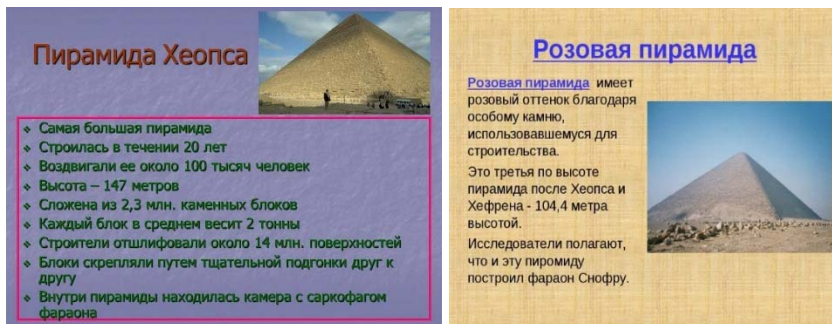 Пирамида Хеопса
Самая большая пирамида
Строилась в течении 20 лет
Воздвигали ее около 100 тысяч человек
Высота – 147 метров
Сложена из 2,3 млн. каменных блоков
Каждый блок в среднем весит 2 тонны
Строители отшлифовали около 14 млн. поверхностей
Блоки скрепляли путем тщательной подгонки друг к
другу
Внутри пирамиды находилась камера с саркофагом
фараона
Розовая пирамида
Розовая пирамида имеет
розовый оттенок благодаря
особому камню,
использовавшемуся для
строительства.
Это третья по высоте
пирамида после Хеопса и
Хефрена - 104,4 метра
высотой.
Исследователи полагают,
что и эту пиромиду
построил фараон Снофру.